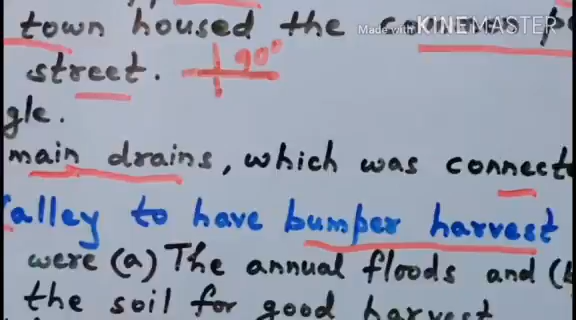 town housed the
Made with KINEMASTER
street. 90°
gle.
main drains, which was connecte
alley to have bumper harvest
were (a) The annual floods and (
the soil for good harvest